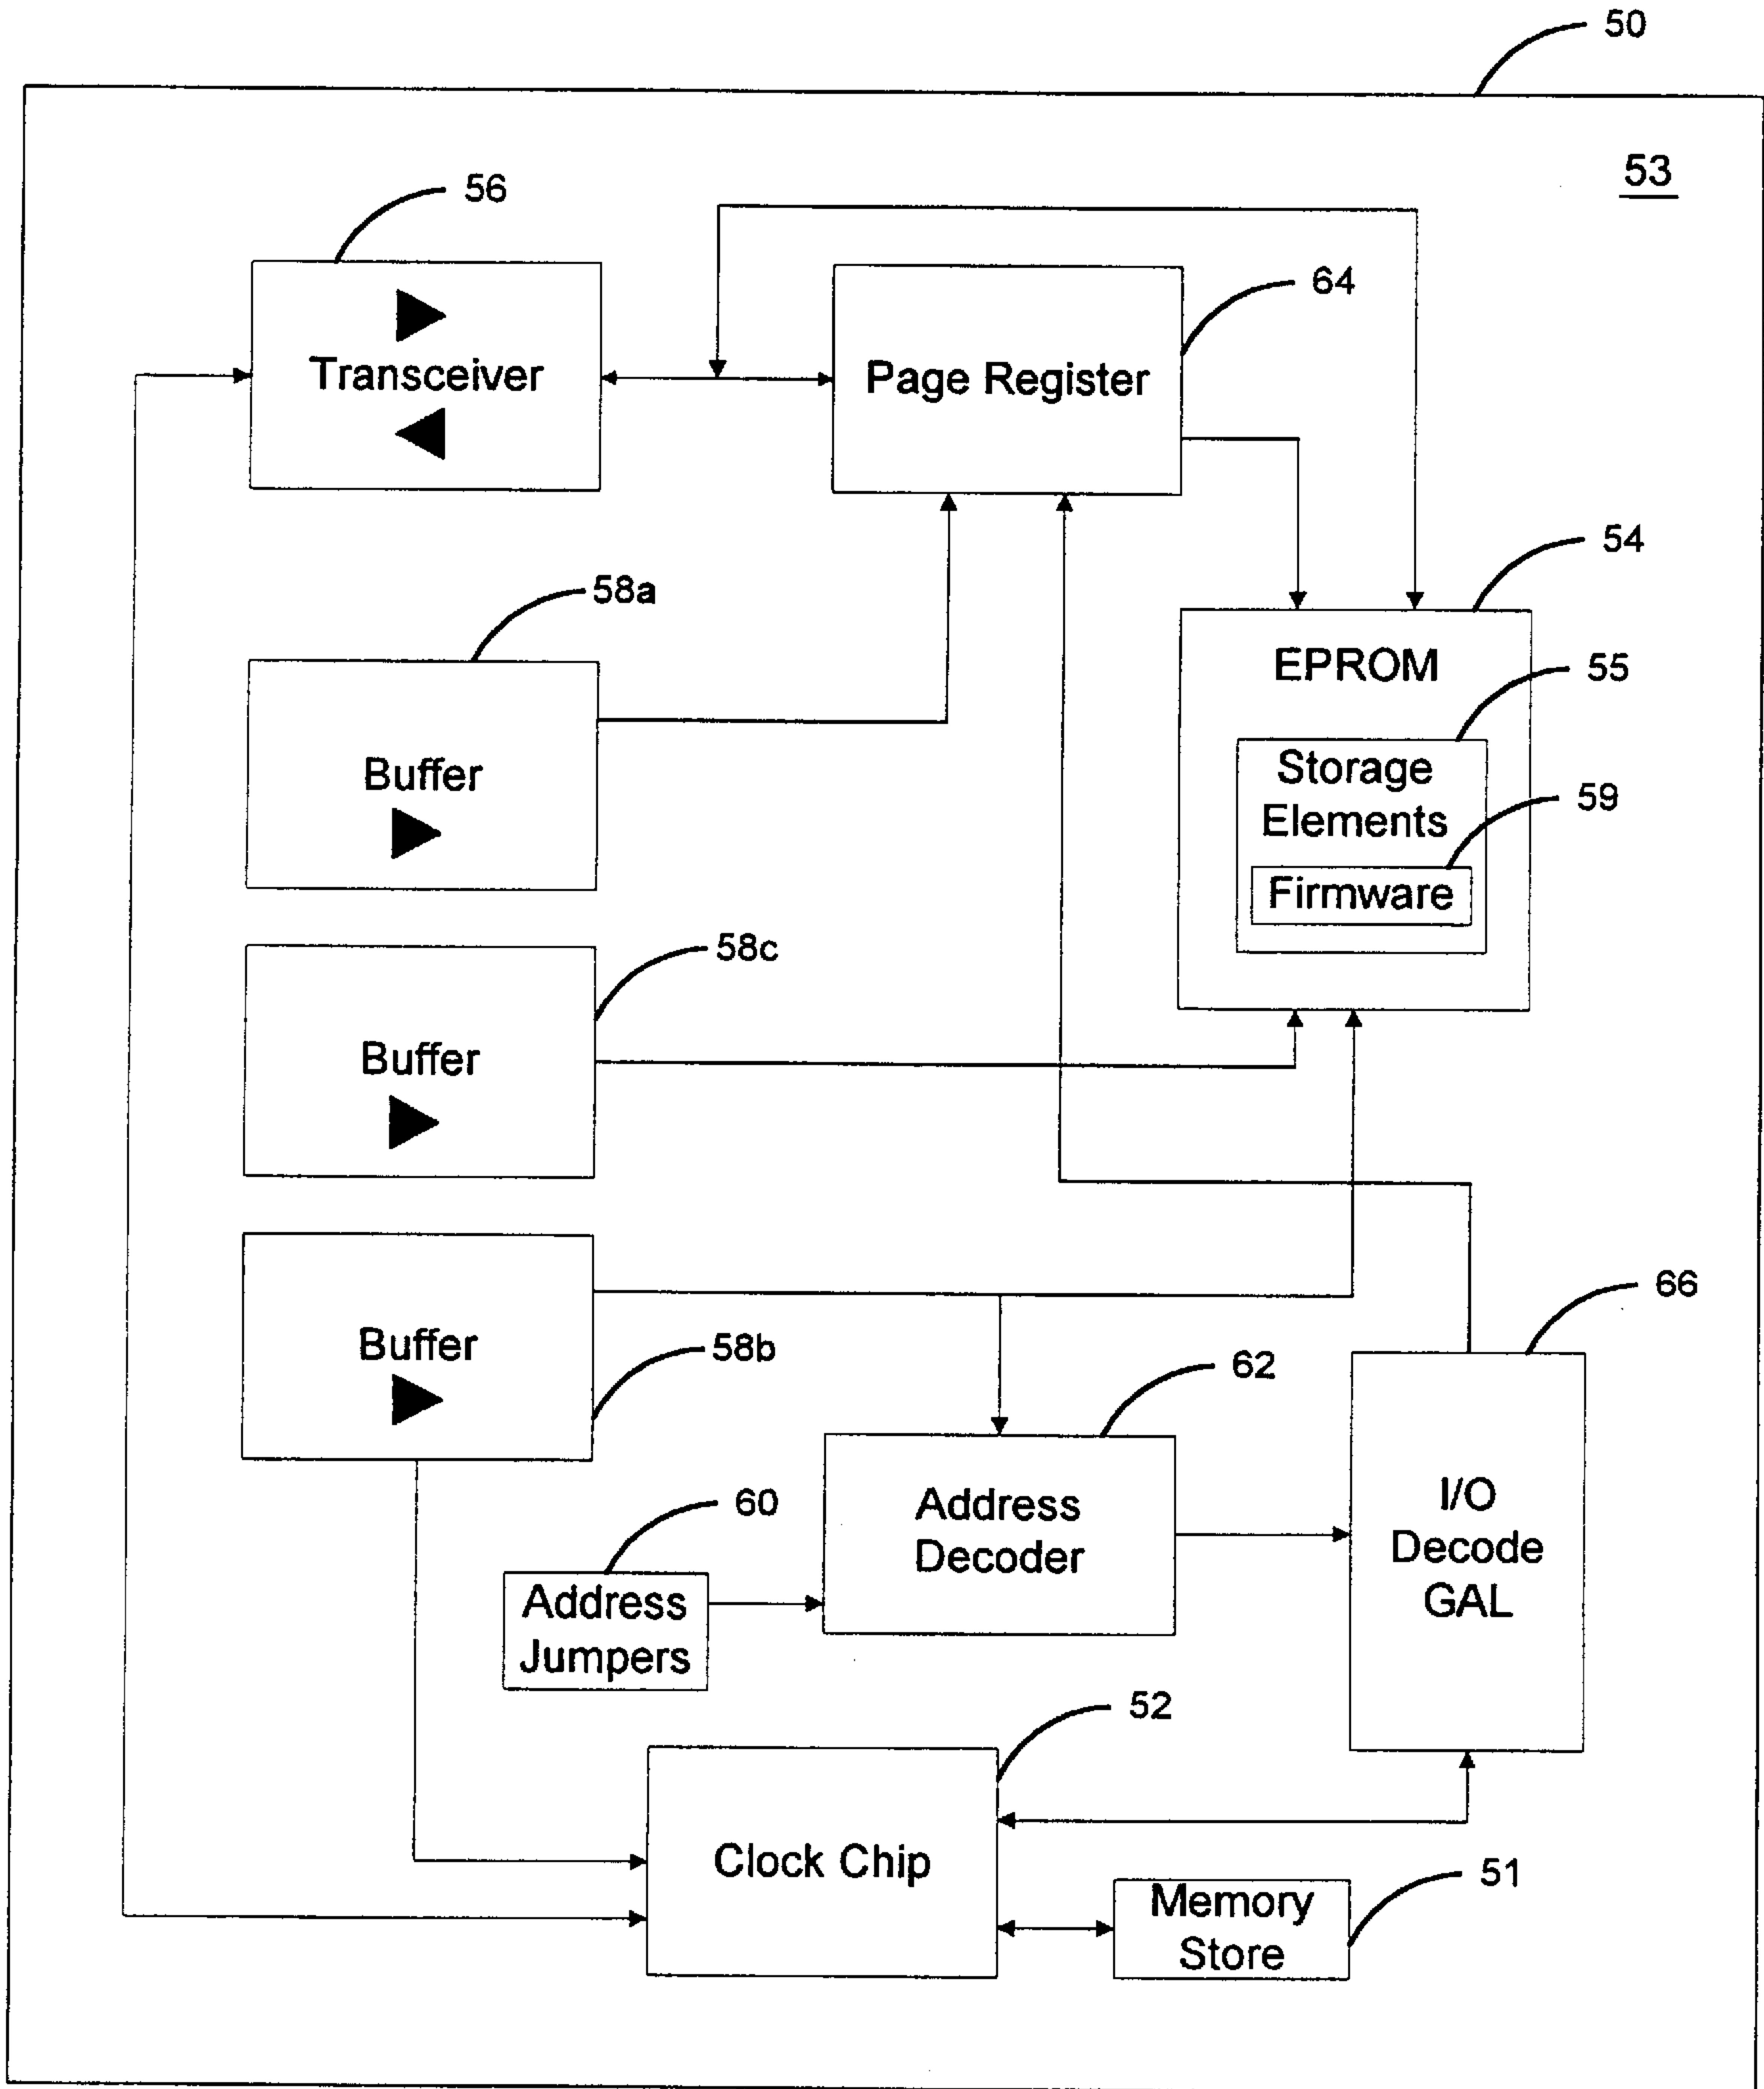 50
53
56
Transceiver
Page Register
64
54
58a
EPROM
55
Buffer
Storage
Elements
59
Firmware
58c
Buffer
66
Buffer
58b
62
60
Address
Decoder
I/O
Decode
GAL
Address
Jumpers
52
Clock Chip
51
Memory
Store